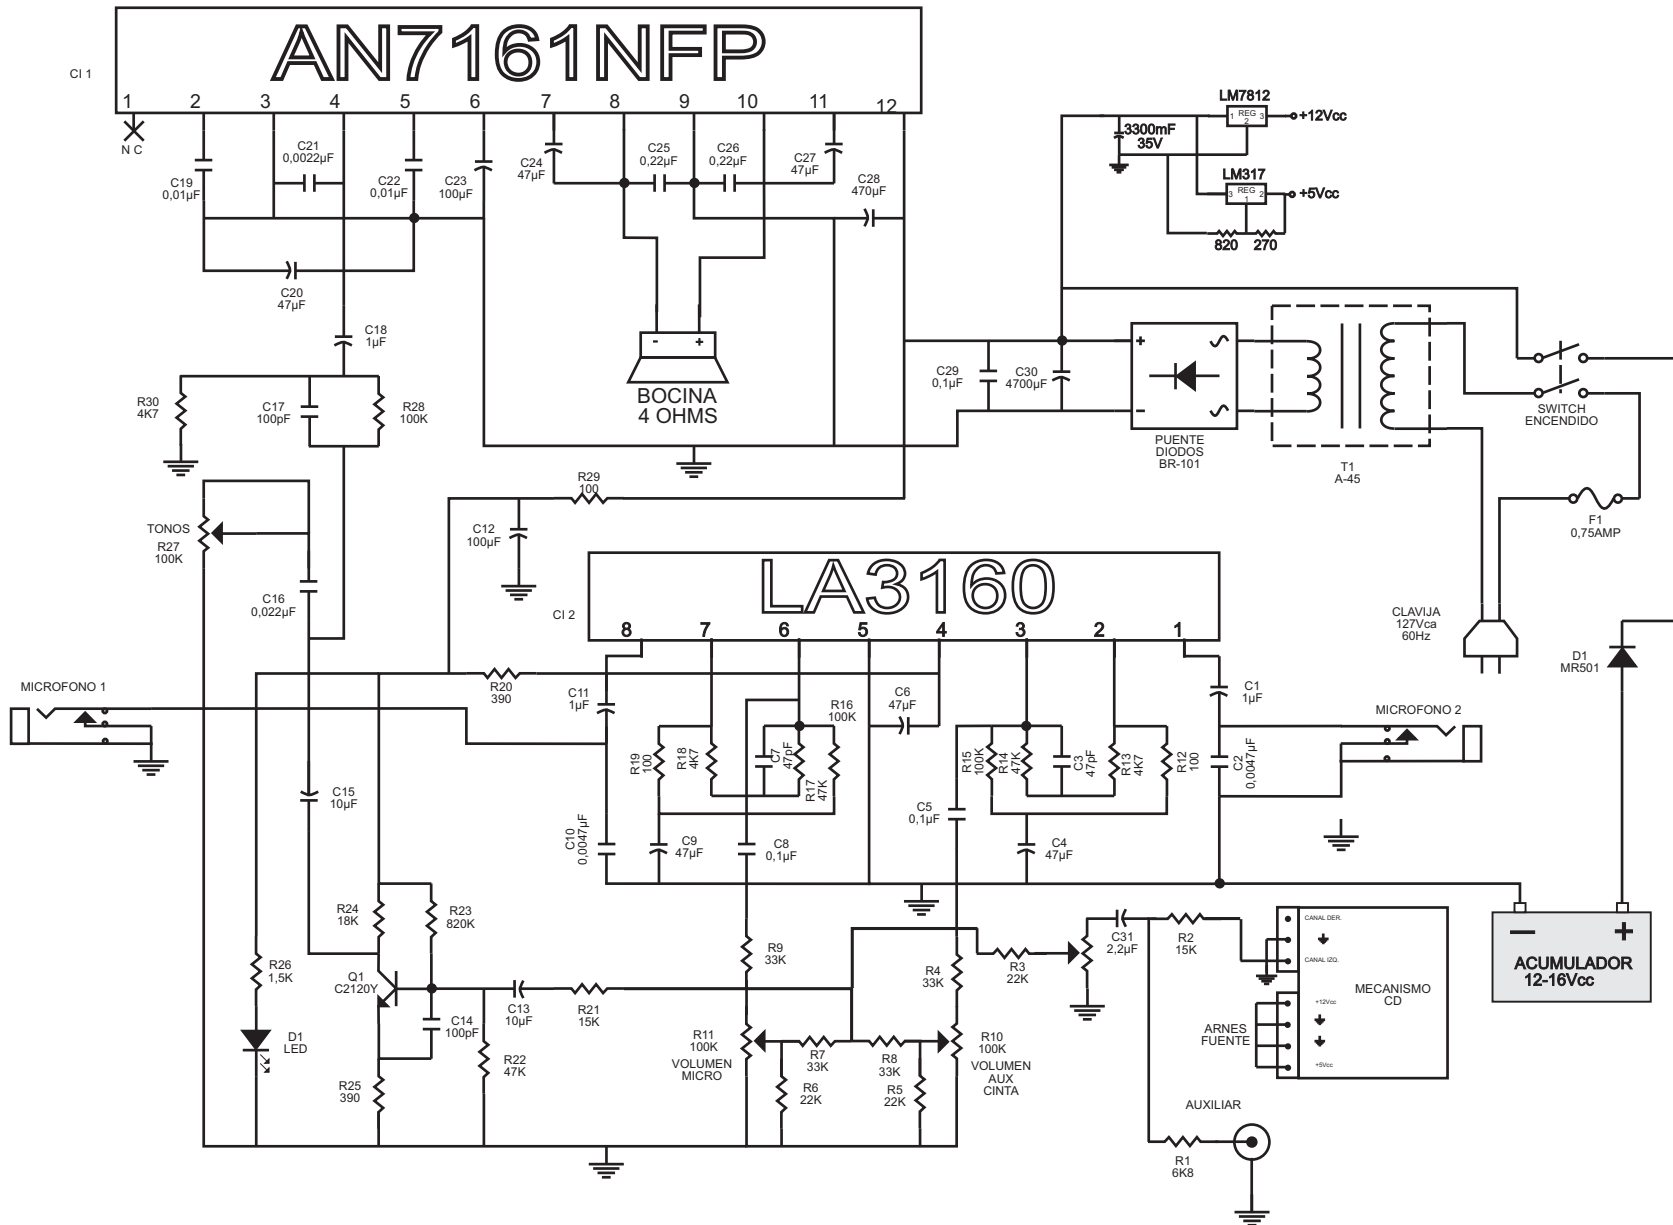 AN7161NFP
CI 1
1 2 3 4 5 6 7 8 9 10 11 12
N C
C19
0,01µF
C21
0,0022µF
C22
0,01µF
C23
100µF
C24
47µF
C25
0,22µF
C26
0,22µF
C27
47µF
C28
470µF
C20
47µF
C18
1µF
LM7812
1 REG 3
2
+12Vcc
3300mF
35V
LM317
3 REG 2
1
+5Vcc
820
270
- +
BOCINA
4 OHMS
R30
4K7
C17
100pF
R28
100K
C29
0,1µF
C30
4700µF
+
-
PUENTE
DIODOS
BR-101
T1
A-45
SWITCH
ENCENDIDO
F1
0,75AMP
R29
100
C12
100µF
TONOS
R27
100K
C16
0,022µF
LA3160
CI 2
8 7 6 5 4 3 2 1
CLAVIJA
127Vca
60Hz
D1
MR501
R20
390
MICROFONO 1
C11
1µF
R16
100K
C6
47µF
C1
1µF
MICROFONO 2
R19
100
R18
4K7
C7
47pF
R17
47K
R15
100K
R14
47K
C3
47pF
R13
4K7
R12
100
C2
0,0047µF
C15
10µF
C10
0,0047µF
C9
47µF
C8
0,1µF
C5
0,1µF
C4
47µF
R24
18K
R23
820K
R26
1,5K
Q1
C2120Y
C14
100pF
C13
10µF
R21
15K
R22
47K
D1
LED
R25
390
R9
33K
R11
100K
VOLUMEN
MICRO
R7
33K
R8
33K
R6
22K
R5
22K
R4
33K
R10
100K
VOLUMEN
AUX
CINTA
R3
22K
C31
2,2µF
R2
15K
CANAL DER.
CANAL IZQ.
MECANISMO
CD
ARNES
FUENTE
+12Vcc
+5Vcc
ACUMULADOR
12-16Vcc
− +
AUXILIAR
R1
6K8